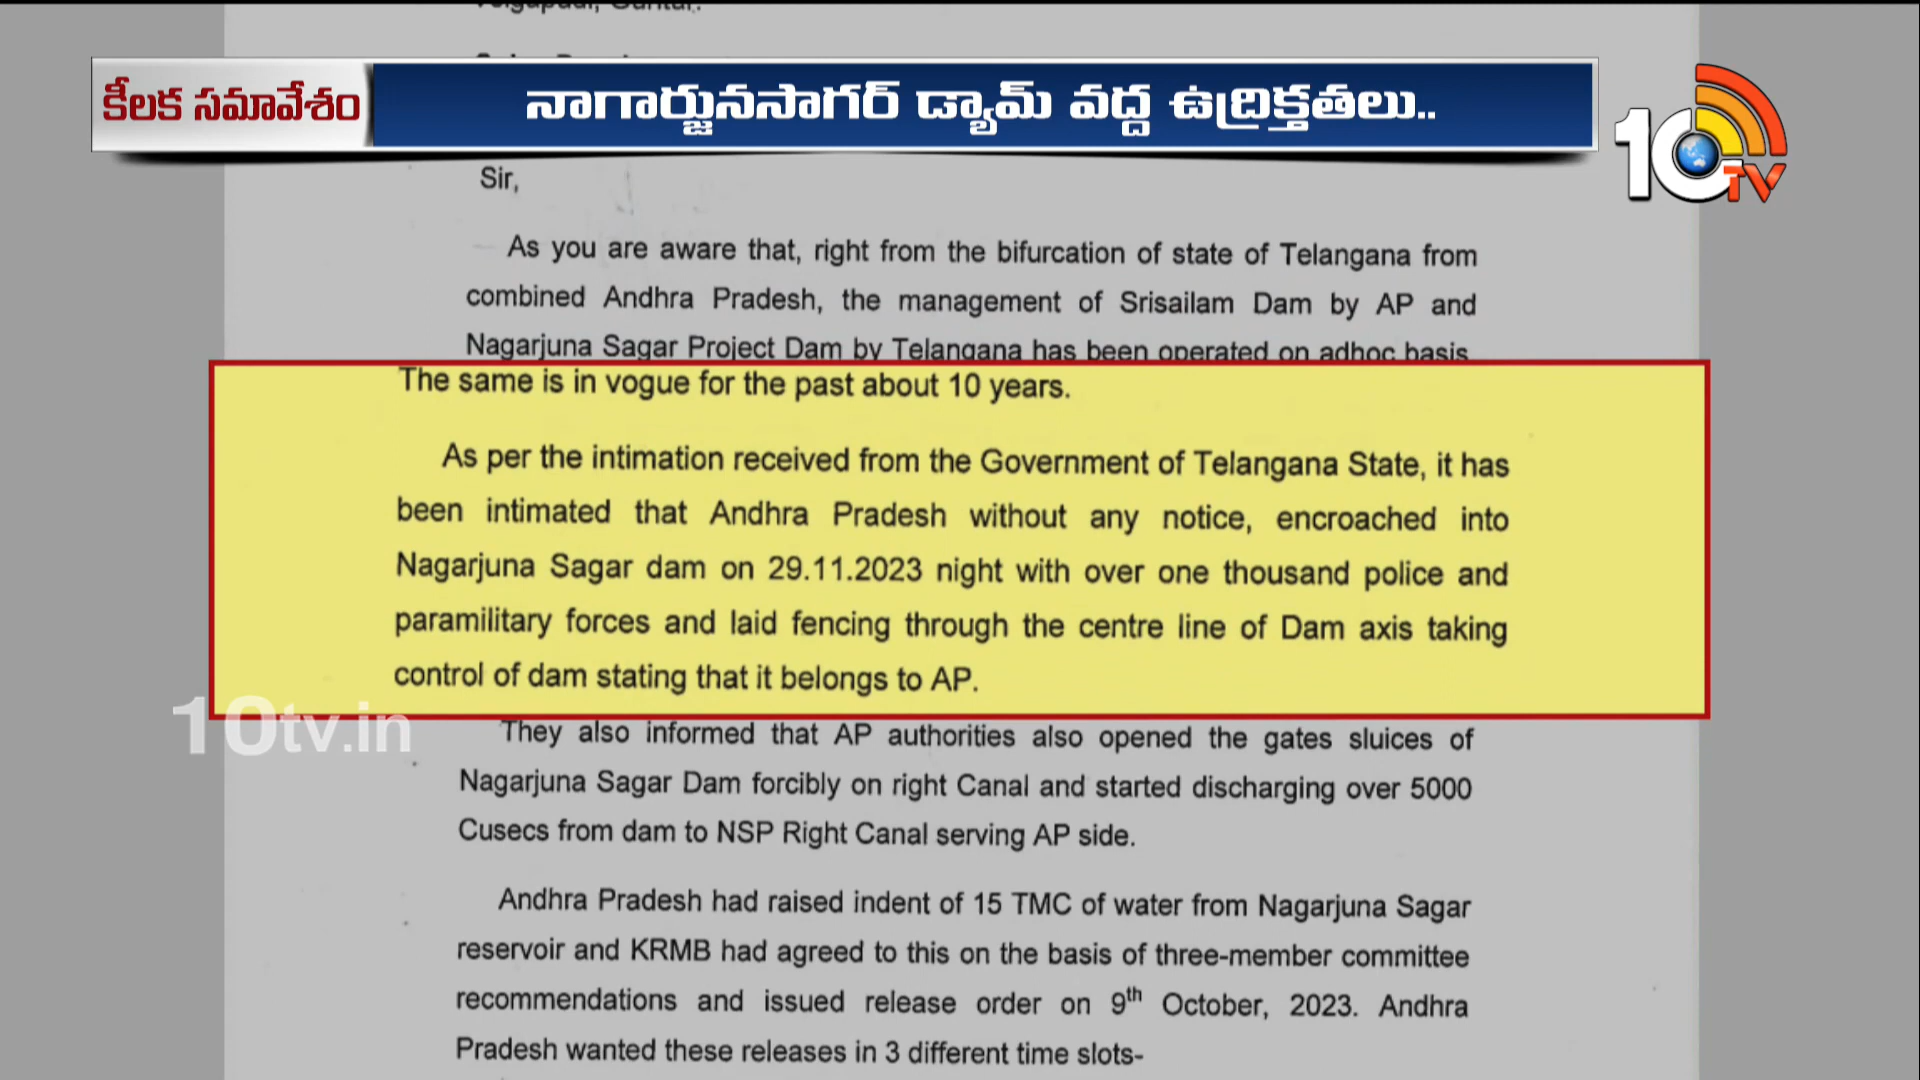 కీలక సమావేశం
నాగార్జునసాగర్ డ్యామ్ వద్ద ఉద్రిక్తతలు..
10TV
Sir,
As you are aware that, right from the bifurcation of state of Telangana from
combined Andhra Pradesh, the management of Srisailam Dam by AP and
Nagarjuna Sagar Project Dam by Telangana has been operated on adhoc basis.
The same is in vogue for the past about 10 years.
As per the intimation received from the Government of Telangana State, it has
been intimated that Andhra Pradesh without any notice, encroached into
Nagarjuna Sagar dam on 29.11.2023 night with over one thousand police and
paramilitary forces and laid fencing through the centre line of Dam axis taking
control of dam stating that it belongs to AP.
10tv.in
They also informed that AP authorities also opened the gates sluices of
Nagarjuna Sagar Dam forcibly on right Canal and started discharging over 5000
Cusecs from dam to NSP Right Canal serving AP side.
Andhra Pradesh had raised indent of 15 TMC of water from Nagarjuna Sagar
reservoir and KRMB had agreed to this on the basis of three-member committee
recommendations and issued release order on 9th October, 2023. Andhra
Pradesh wanted these releases in 3 different time slots-